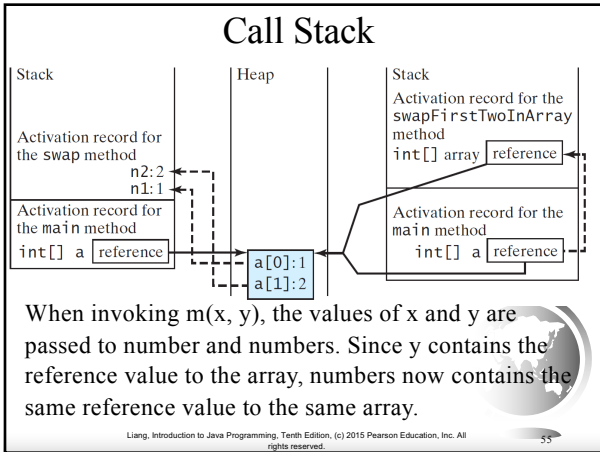 Call Stack
Stack
Activation record for
the swap method
n2: 2
n1: 1
Activation record for
the main method
int[] a reference
Heap
a[0]: 1
a[1]: 2
Stack
Activation record for the
swapFirstTwoInArray
method
int[] array reference
Activation record for the
main method
int[] a reference
When invoking m(x, y), the values of x and y are
passed to number and numbers. Since y contains the
reference value to the array, numbers now contains the
same reference value to the same array.
Liang, Introduction to Java Programming, Tenth Edition, (c) 2015 Pearson Education, Inc. All
rights reserved.
55